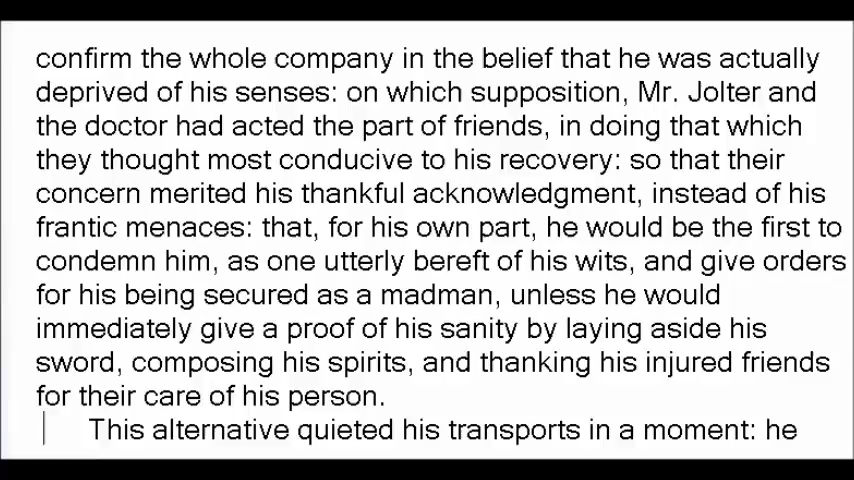 confirm the whole company in the belief that he was actually
deprived of his senses: on which supposition, Mr. Jolter and
the doctor had acted the part of friends, in doing that which
they thought most conducive to his recovery: so that their
concern merited his thankful acknowledgment, instead of his
frantic menaces: that, for his own part, he would be the first to
condemn him, as one utterly bereft of his wits, and give orders
for his being secured as a madman, unless he would
immediately give a proof of his sanity by laying aside his
sword, composing his spirits, and thanking his injured friends
for their care of his person.
This alternative quieted his transports in a moment: he